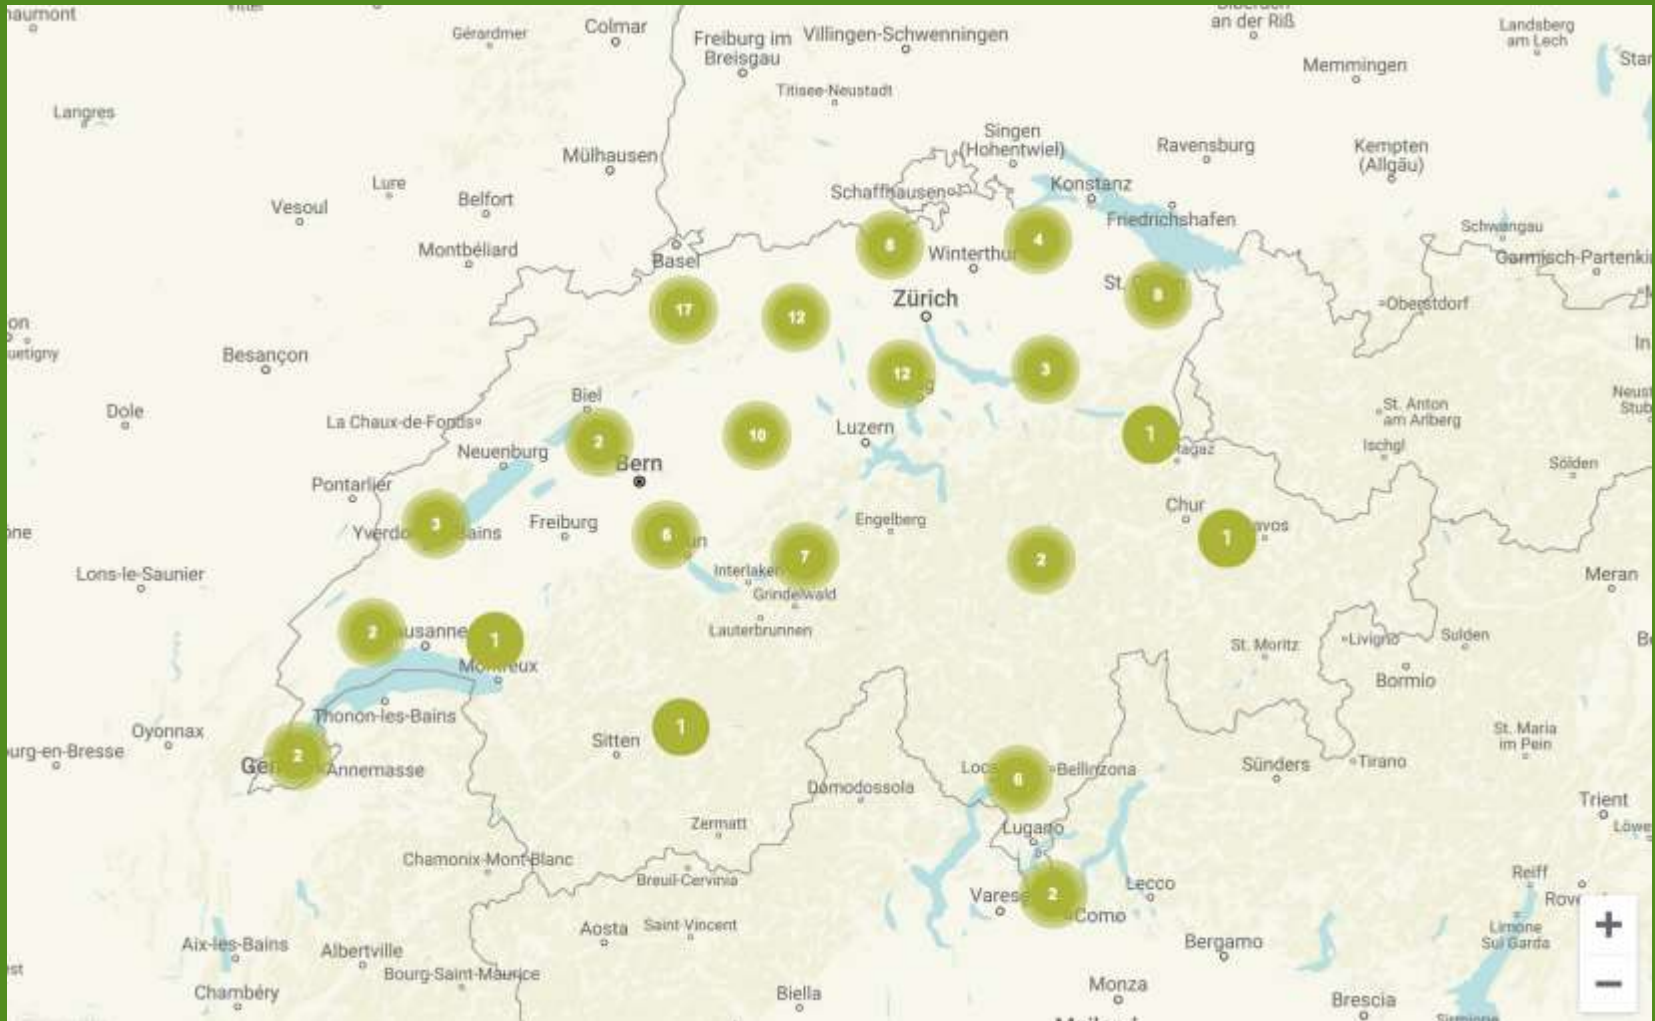 Colmar
Gérardmer
Freiburg im
Breisgau
Villingen-Schwenningen
an der Riß
Landsberg
am Lech
Memmingen
Titisee-Neustadt
Langres
Singen
(Hohentwiel)
Ravensburg
Kempten
(Allgäu)
Mülhausen
Lure
Belfort
Vesoul
Schaffhausen
Konstanz
Friedrichshafen
Schwangau
Montbéliard
Basel
4
Winterthur
Garmisch-Partenki
St.
Zürich
17
12
Oberstdorf
Besançon
12
3
Biel
Dole
La Chaux-de-Fonds
St. Anton
am Arlberg
2
10
Luzern
1
Ischgl
Neuenburg
Bern
Sölden
Pontarlier
Chur
3
Freiburg
Engelberg
1
7
2
Interlaken
Grindelwald
Lons-le-Saunier
Meran
2
1
Lauterbrunnen
St. Moritz
Livigno
Sulden
Bormio
Thonon-les-Bains
Oyonnax
1
Sitten
St. Maria
im Pein
2
Annemasse
6
Bellinzona
Sünders
Tirano
Domodossola
Trient
Zermatt
Lugano
Chamonix-Mont-Blanc
Breuil-Cervinia
Reiff
2
Lecco
Como
Aosta
Saint-Vincent
Limone
Sul Garda
Aix-les-Bains
Albertville
Bergamo
Bourg-Saint-Maurice
Chambéry
Biella
Monza
Brescia
+
−